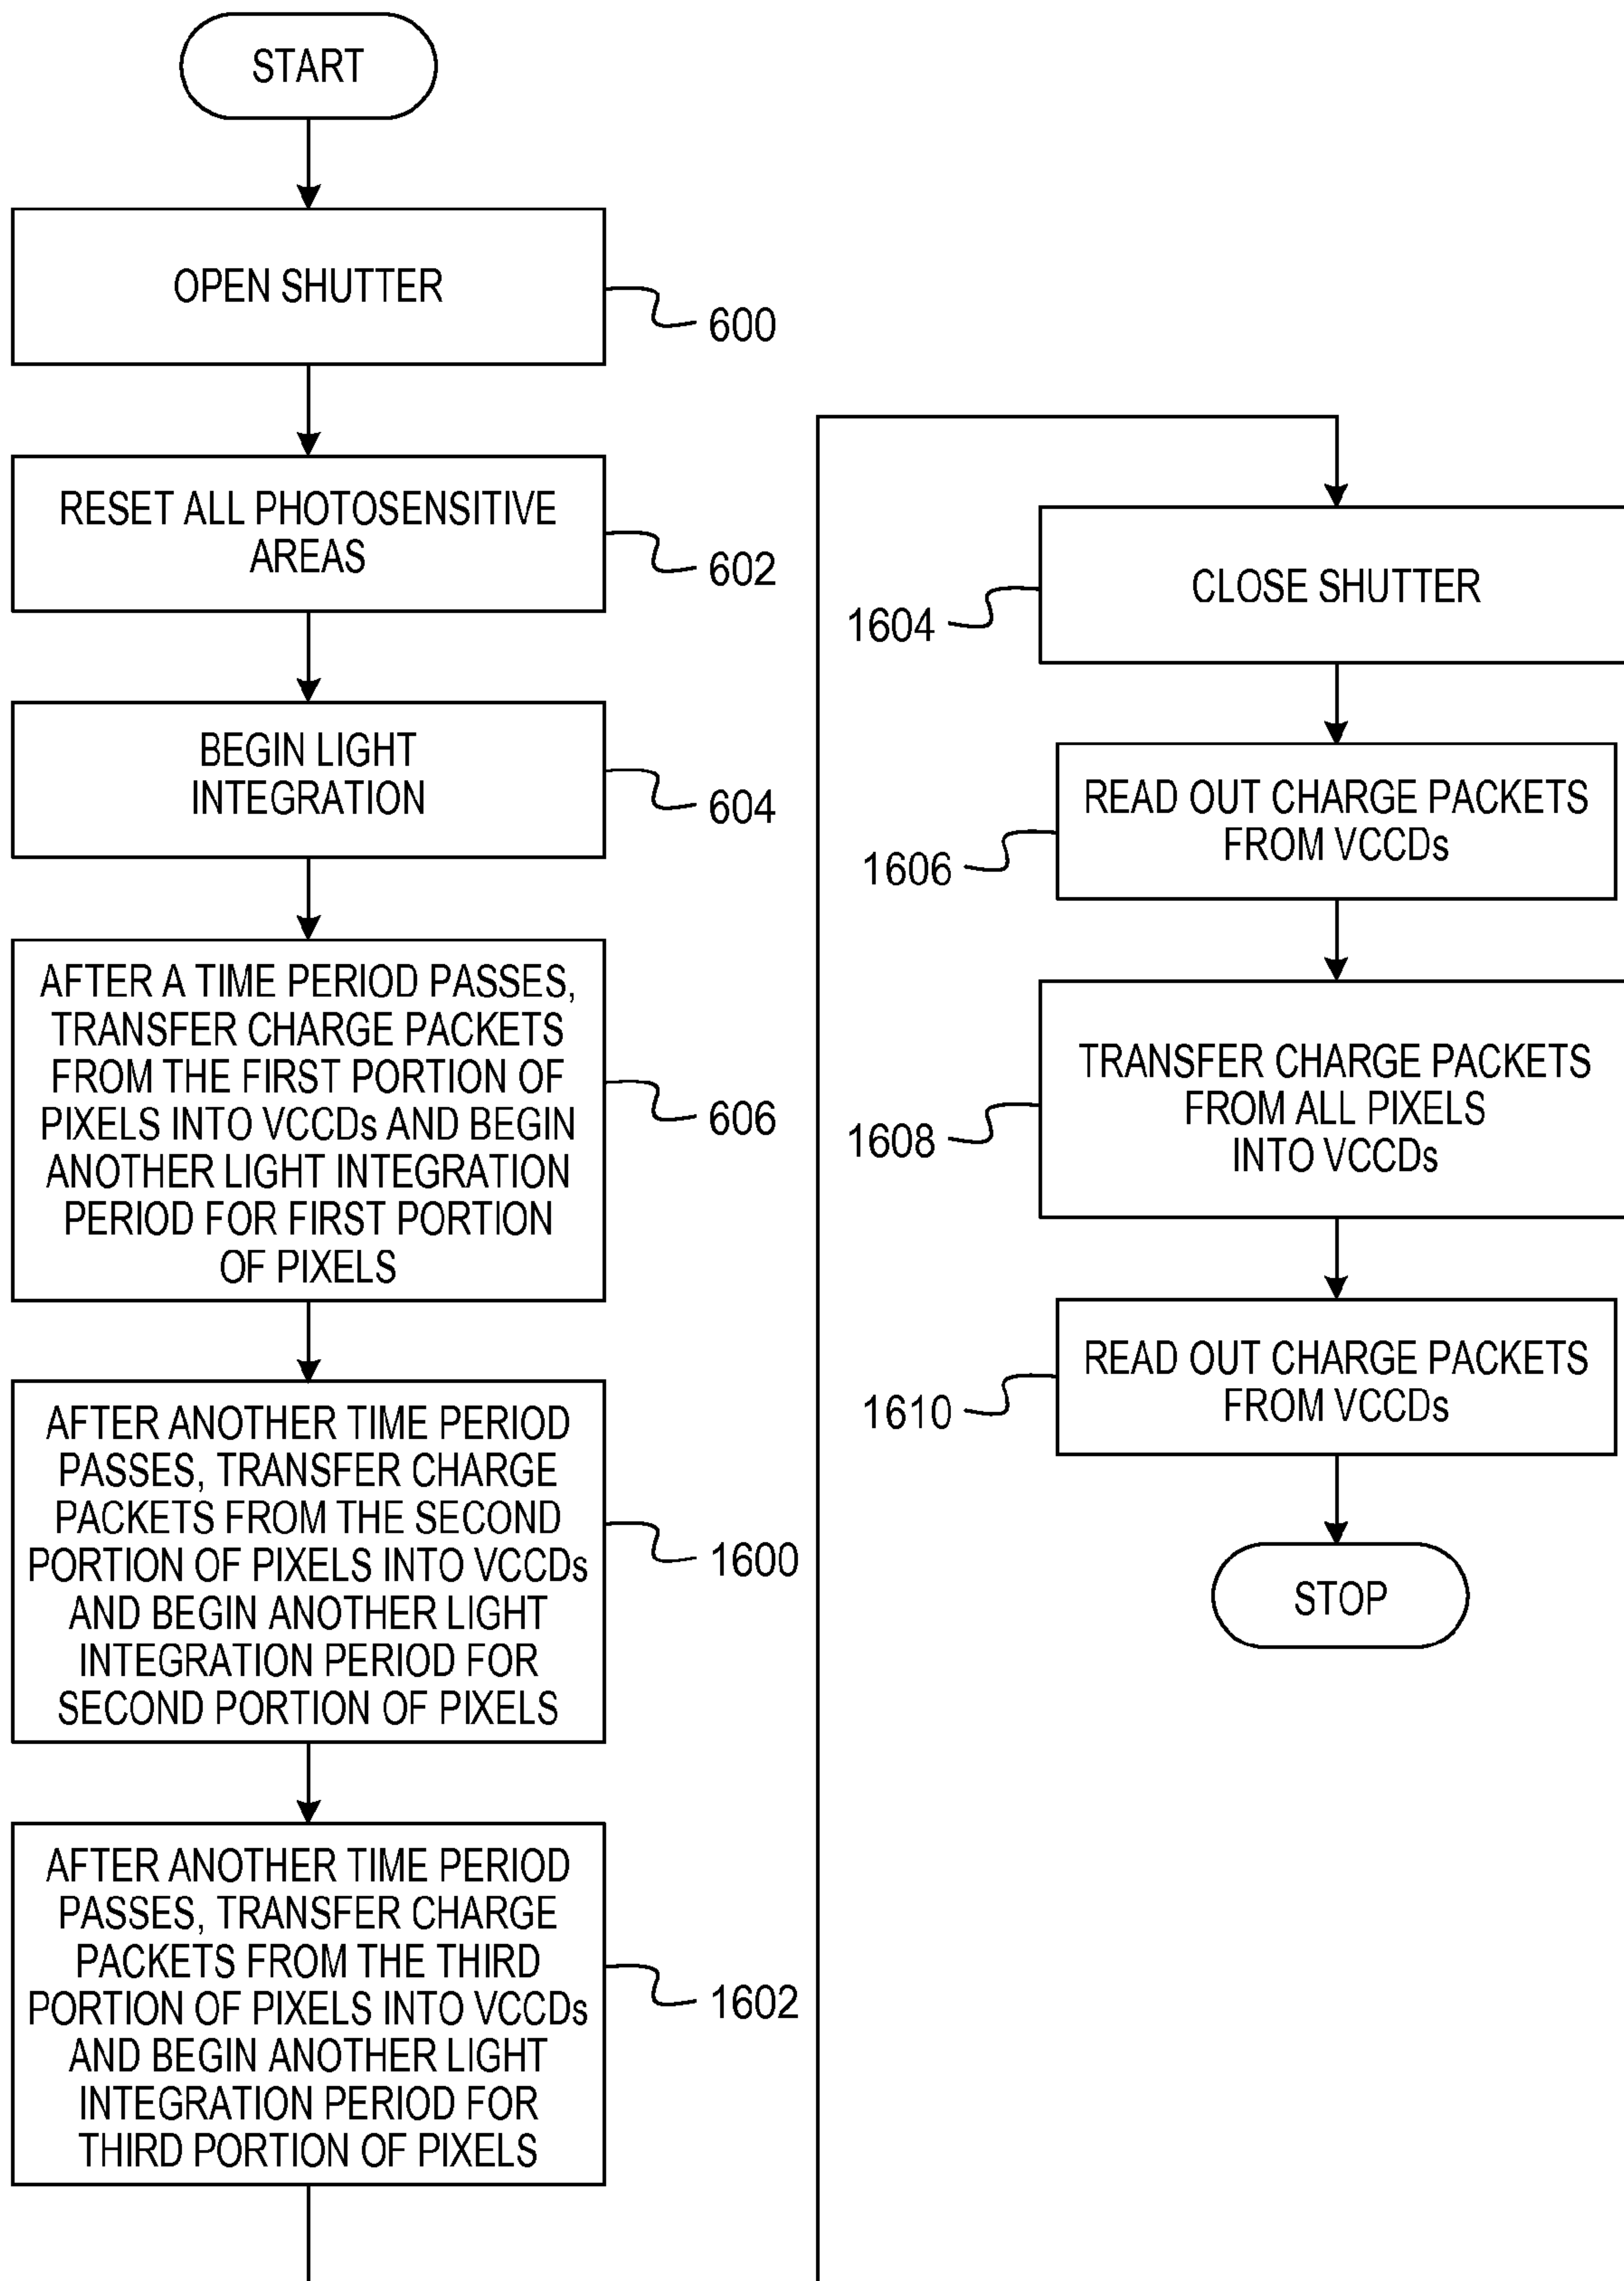 START
OPEN SHUTTER
600
RESET ALL PHOTOSENSITIVE
AREAS
602
BEGIN LIGHT
INTEGRATION
604
AFTER A TIME PERIOD PASSES,
TRANSFER CHARGE PACKETS
FROM THE FIRST PORTION OF
PIXELS INTO VCCDs AND BEGIN
ANOTHER LIGHT INTEGRATION
PERIOD FOR FIRST PORTION
OF PIXELS
606
AFTER ANOTHER TIME PERIOD
PASSES, TRANSFER CHARGE
PACKETS FROM THE SECOND
PORTION OF PIXELS INTO VCCDs
AND BEGIN ANOTHER LIGHT
INTEGRATION PERIOD FOR
SECOND PORTION OF PIXELS
1600
AFTER ANOTHER TIME PERIOD
PASSES, TRANSFER CHARGE
PACKETS FROM THE THIRD
PORTION OF PIXELS INTO VCCDs
AND BEGIN ANOTHER LIGHT
INTEGRATION PERIOD FOR
THIRD PORTION OF PIXELS
1602
CLOSE SHUTTER
1604
READ OUT CHARGE PACKETS
FROM VCCDs
1606
TRANSFER CHARGE PACKETS
FROM ALL PIXELS
INTO VCCDs
1608
READ OUT CHARGE PACKETS
FROM VCCDs
1610
STOP